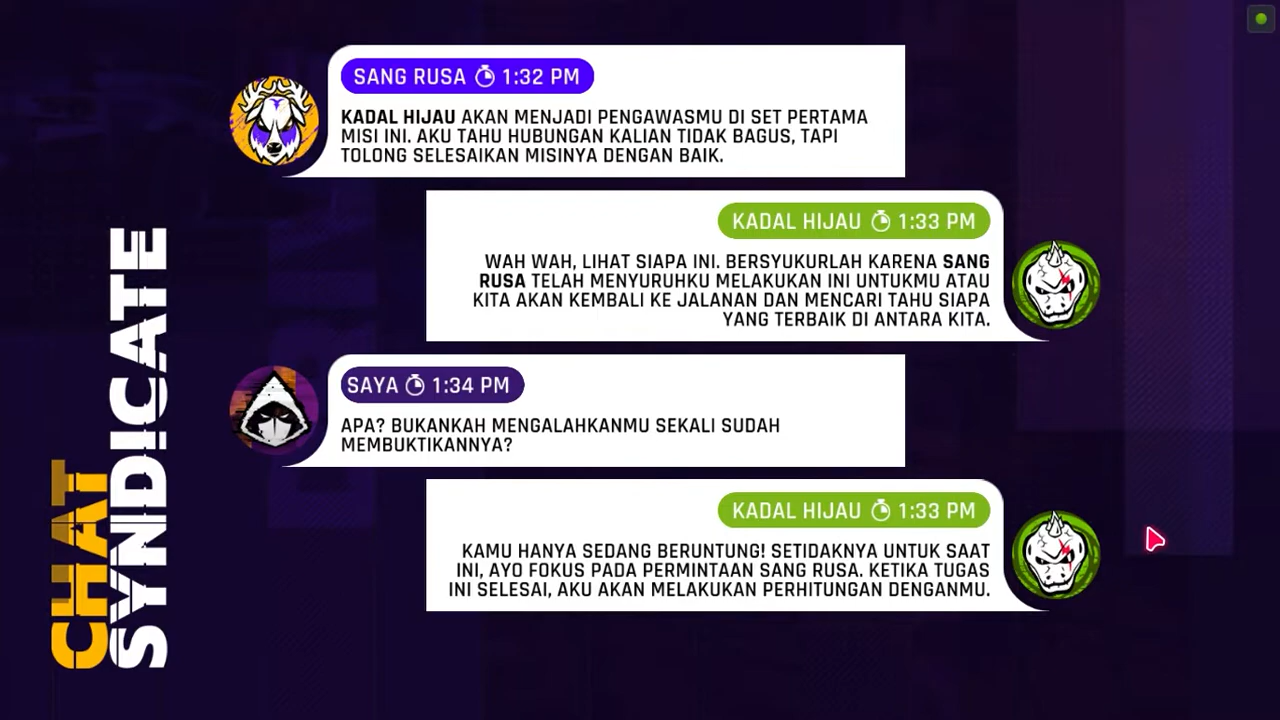 CHAT
SYNDICATE
SANG RUSA 1:32 PM
KADAL HIJAU AKAN MENJADI PENGAWASMU DI SET PERTAMA
MISI INI. AKU TAHU HUBUNGAN KALIAN TIDAK BAGUS, TAPI
TOLONG SELESAIKAN MISINYA DENGAN BAIK.
KADAL HIJAU 1:33 PM
WAH WAH, LIHAT SIAPA INI. BERSYUKURLAH KARENA SANG
RUSA TELAH MENYURUHKU MELAKUKAN INI UNTUKMU ATAU
KITA AKAN KEMBALI KE JALANAN DAN MENCARI TAHU SIAPA
YANG TERBAIK DI ANTARA KITA.
SAYA 1:34 PM
APA? BUKANKAH MENGALAHKANMU SEKALI SUDAH
MEMBUKTIKANNYA?
KADAL HIJAU 1:33 PM
KAMU HANYA SEDANG BERUNTUNG! SETIDAKNYA UNTUK SAAT
INI, AYO FOKUS PADA PERMINTAAN SANG RUSA. KETIKA TUGAS
INI SELESAI, AKU AKAN MELAKUKAN PERHITUNGAN DENGANMU.